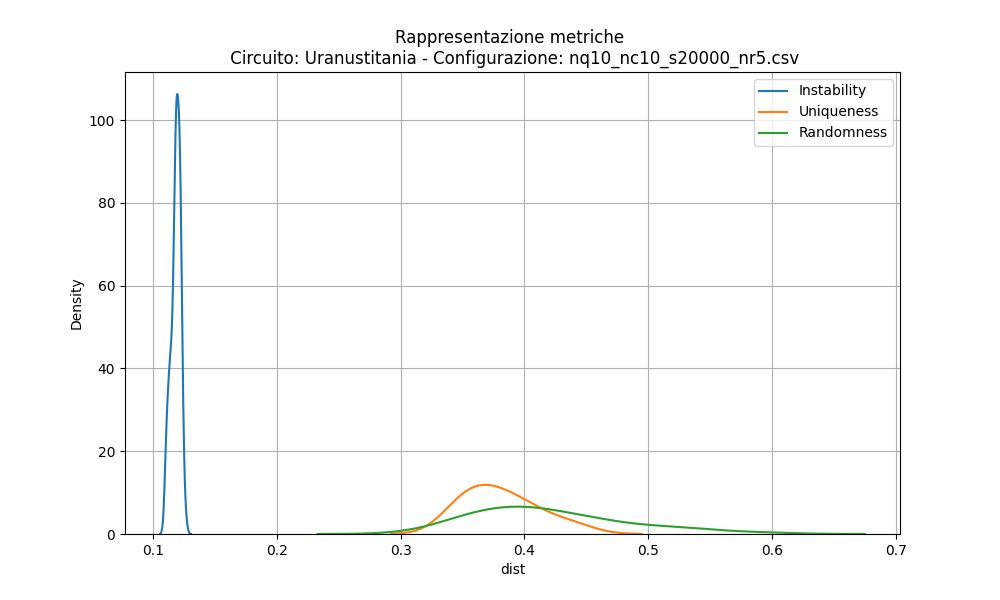 Rappresentazione metriche
Circuito: Uranustitania - Configurazione: nq10_nc10_s20000_nr5.csv
Instability
Uniqueness
Randomness
100
80
60
40
20
0
Density
0.1 0.2 0.3 0.4 0.5 0.6 0.7
dist